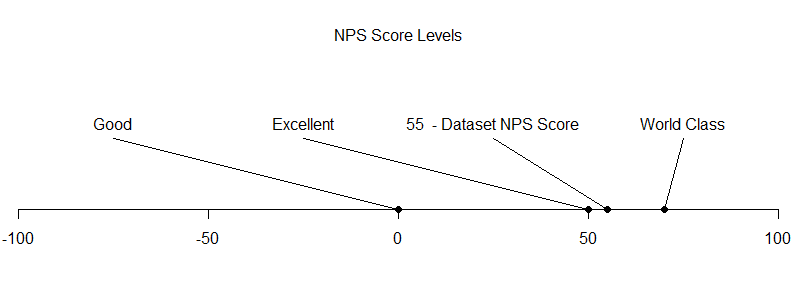 NPS Score Levels
Good Excellent 55 - Dataset NPS Score World Class
-100 -50 0 50 100